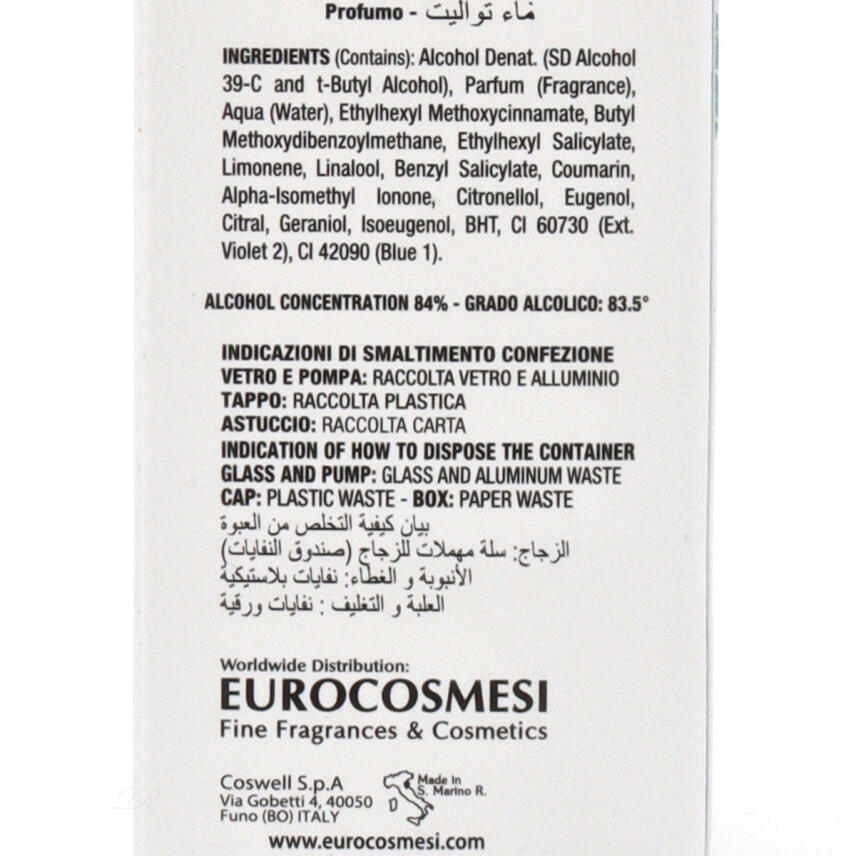 Profumo - ماء تواليت
INGREDIENTS (Contains): Alcohol Denat. (SD Alcohol
39-C and t-Butyl Alcohol), Parfum (Fragrance),
Aqua (Water), Ethylhexyl Methoxycinnamate, Butyl
Methoxydibenzoylmethane, Ethylhexyl Salicylate,
Limonene, Linalool, Benzyl Salicylate, Coumarin,
Alpha-Isomethyl Ionone, Citronellol, Eugenol,
Citral, Geraniol, Isoeugenol, BHT, CI 60730 (Ext.
Violet 2), CI 42090 (Blue 1).
ALCOHOL CONCENTRATION 84% - GRADO ALCOLICO: 83.5°
INDICAZIONI DI SMALTIMENTO CONFEZIONE
VETRO E POMPA: RACCOLTA VETRO E ALLUMINIO
TAPPO: RACCOLTA PLASTICA
ASTUCCIO: RACCOLTA CARTA
INDICATION OF HOW TO DISPOSE THE CONTAINER
GLASS AND PUMP: GLASS AND ALUMINUM WASTE
CAP: PLASTIC WASTE - BOX: PAPER WASTE
بيان كيفية التخلص من العبوة
الزجاج: سلة مهملات للزجاج (صندوق النفايات)
الأنبوبة و الغطاء: نفايات بلاستيكية
العلبة و التغليف : نفايات ورقية
Worldwide Distribution:
EUROCOSMESI
Fine Fragrances & Cosmetics
Coswell S.p.A
Via Gobetti 4, 40050
Funo (BO) ITALY
Made in
S. Marino R.
www.eurocosmesi.com